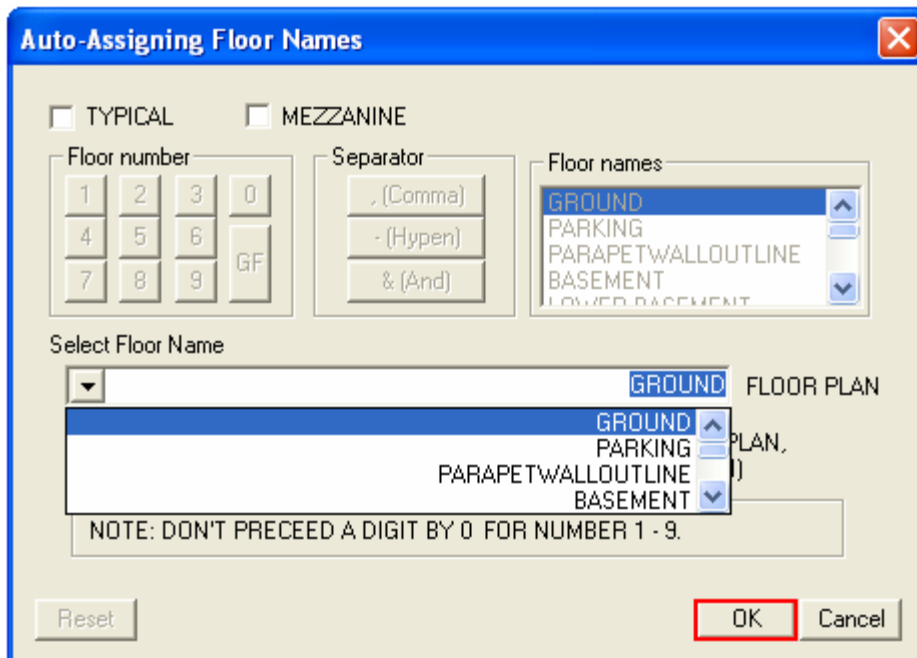 Auto-Assigning Floor Names
TYPICAL MEZZANINE
Floor number Separator Floor names
1 2 3 0 , (Comma) GROUND
PARKING
4 5 6 GF - (Hypen) PARAPETWALLOUTLINE
7 8 9 & (And) BASEMENT
LOWER BASEMENT
Select Floor Name
GROUND FLOOR PLAN
GROUND
PARKING PLAN,
PARAPETWALLOUTLINE
BASEMENT
NOTE: DON'T PRECEED A DIGIT BY 0 FOR NUMBER 1 - 9.
Reset OK Cancel